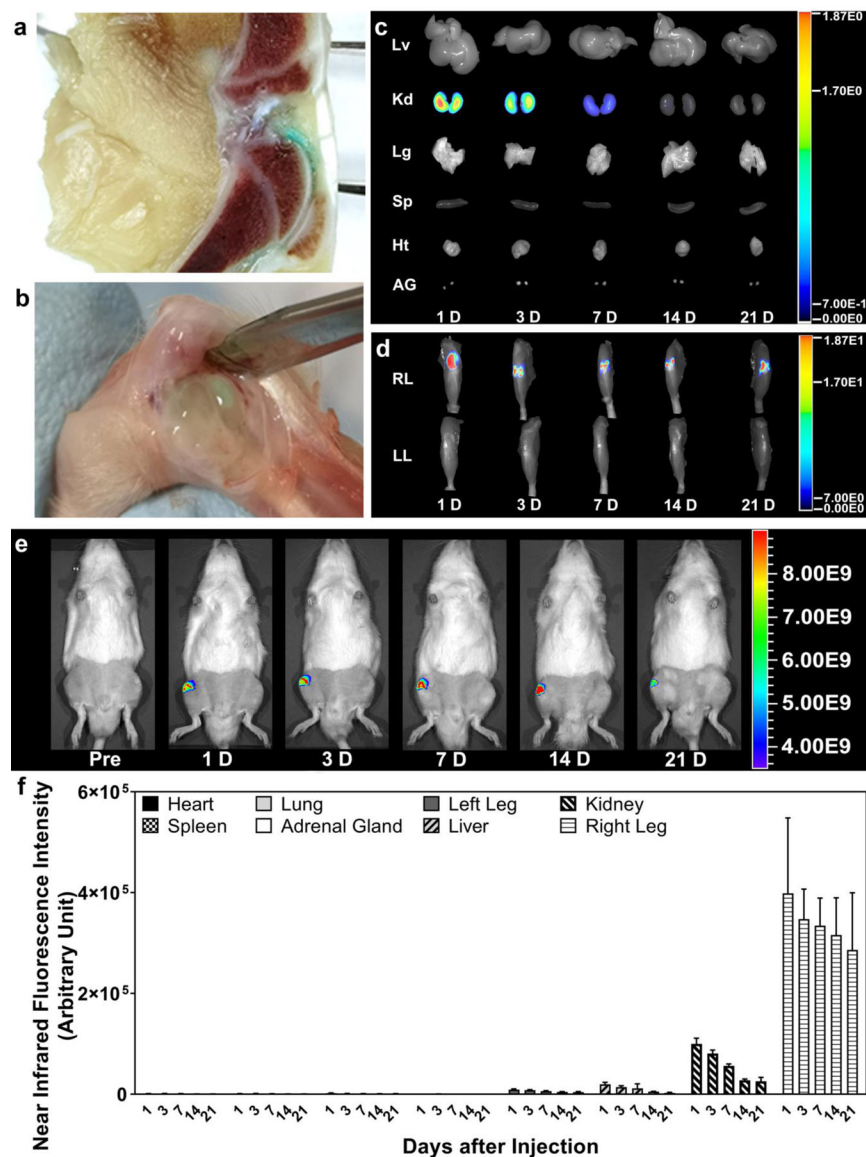 a
b
c
Lv
Kd
Lg
Sp
Ht
AG
1 D 3 D 7 D 14 D 21 D
1.87E0
1.70E0
7.00E-1
0.00E0
d
RL
LL
1 D 3 D 7 D 14 D 21 D
1.87E1
1.70E1
7.00E0
0.00E0
e
Pre 1 D 3 D 7 D 14 D 21 D
8.00E9
7.00E9
6.00E9
5.00E9
4.00E9
f
Near Infrared Fluorescence Intensity
(Arbitrary Unit)
6×10⁵
4×10⁵
2×10⁵
0
Heart Lung Left Leg Kidney
Spleen Adrenal Gland Liver Right Leg
1 3 7 14 21 1 3 7 14 21 1 3 7 14 21 1 3 7 14 21 1 3 7 14 21 1 3 7 14 21 1 3 7 14 21 1 3 7 14 21
Days after Injection